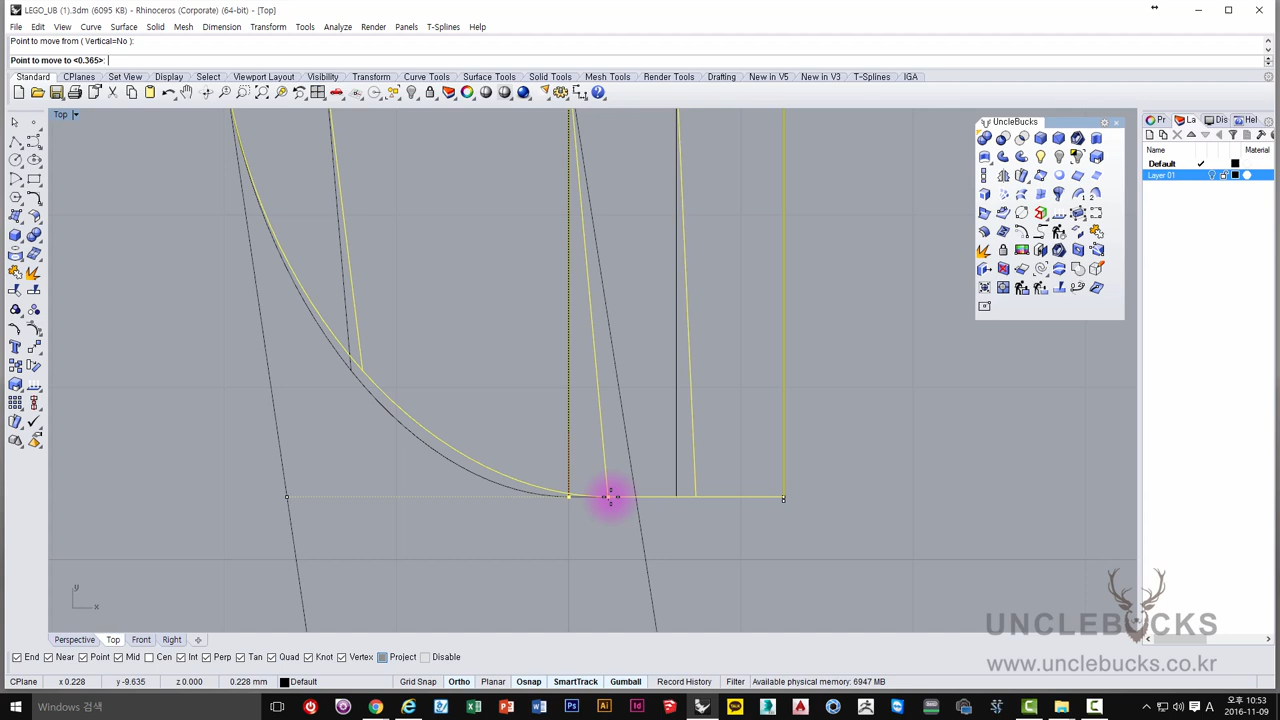 LEGO_UB (1).3dm (6095 KB) - Rhinoceros (Corporate) (64-bit) - [Top]
File Edit View Curve Surface Solid Mesh Dimension Transform Tools Analyze Render Panels T-Splines Help
Point to move from ( Vertical=No ):
Point to move to <0.365>:
Standard CPlanes Set View Display Select Viewport Layout Visibility Transform Curve Tools Surface Tools Solid Tools Mesh Tools Render Tools Drafting New in V5 New in V3 T-Splines IGA
Top
UncleBucks
Pr La Dis Hel
Name Material
Default
Layer 01
y
x
UNCLEBUCKS
www.unclebucks.co.kr
Perspective Top Front Right
End Near Point Mid Cen Int Perp Tan Quad Knot Vertex Project Disable
CPlane x 0.228 y -9.635 z 0.000 0.228 mm Default Grid Snap Ortho Planar Osnap SmartTrack Gumball Record History Filter Available physical memory: 6947 MB
Windows 검색
A
오후 10:53
2016-11-09